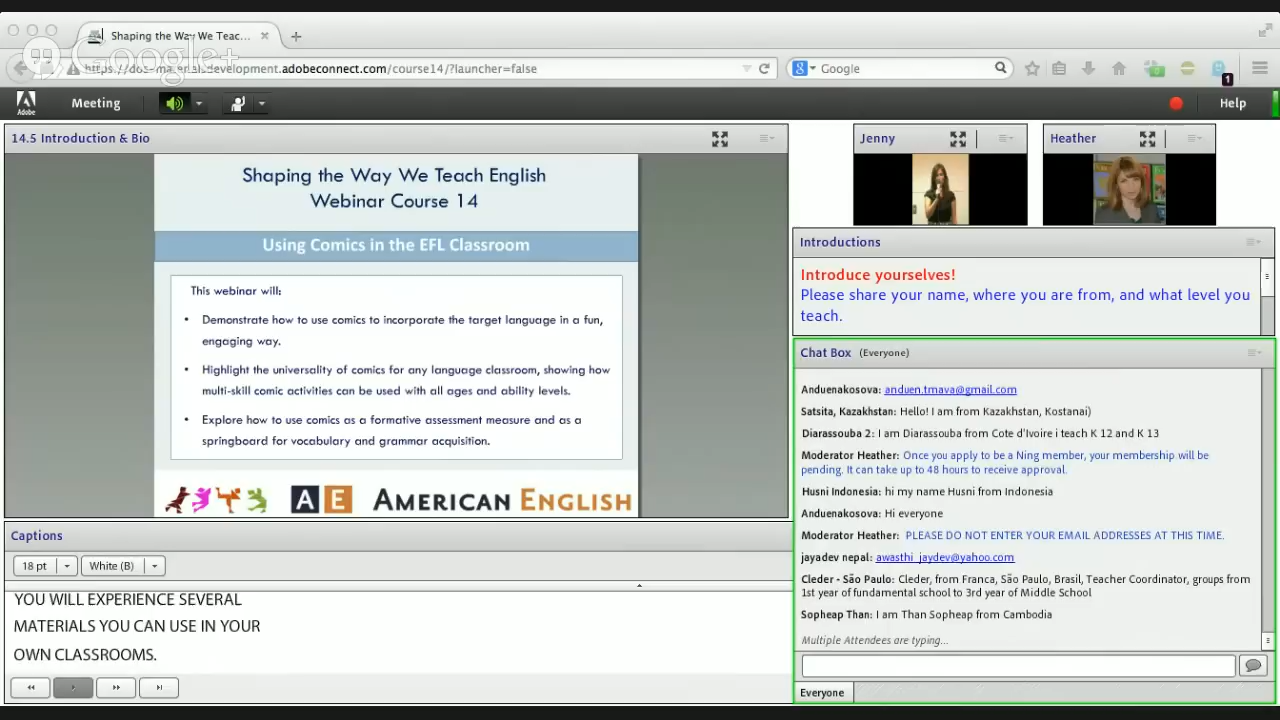 Shaping the Way We Teac...
Google+
https://dos-materialsdevelopment.adobeconnect.com/course14/?launcher=false
Google
1
Adobe
Meeting
Help
14.5 Introduction & Bio
Shaping the Way We Teach English
Webinar Course 14
Using Comics in the EFL Classroom
This webinar will:
• Demonstrate how to use comics to incorporate the target language in a fun,
engaging way.
• Highlight the universality of comics for any language classroom, showing how
multi-skill comic activities can be used with all ages and ability levels.
• Explore how to use comics as a formative assessment measure and as a
springboard for vocabulary and grammar acquisition.
AE AMERICAN ENGLISH
Captions
18 pt
White (B)
YOU WILL EXPERIENCE SEVERAL
MATERIALS YOU CAN USE IN YOUR
OWN CLASSROOMS.
Jenny
Heather
Introductions
Introduce yourselves!
Please share your name, where you are from, and what level you
teach.
Chat Box (Everyone)
Anduenakosova: anduen.tmava@gmail.com
Satsita, Kazakhstan: Hello! I am from Kazakhstan, Kostanai)
Diarassouba 2: I am Diarassouba from Cote d'Ivoire i teach K 12 and K 13
Moderator Heather: Once you apply to be a Ning member, your membership will be
pending. It can take up to 48 hours to receive approval.
Husni Indonesia: hi my name Husni from Indonesia
Anduenakosova: Hi everyone
Moderator Heather: PLEASE DO NOT ENTER YOUR EMAIL ADDRESSES AT THIS TIME.
jayadev nepal: awasthi_jaydev@yahoo.com
Cleder - São Paulo: Cleder, from Franca, São Paulo, Brasil, Teacher Coordinator, groups from
1st year of fundamental school to 3rd year of Middle School
Sopheap Than: I am Than Sopheap from Cambodia
Multiple Attendees are typing...
Everyone